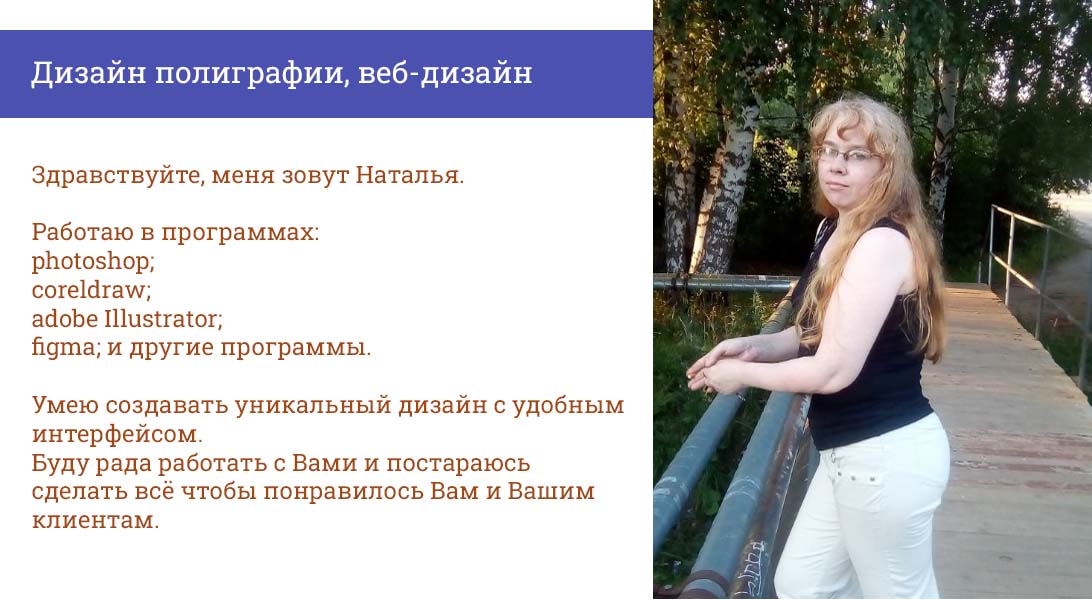 Дизайн полиграфии, веб-дизайн
Здравствуйте, меня зовут Наталья.
Работаю в программах:
photoshop;
coreldraw;
adobe Illustrator;
figma; и другие программы.
Умею создавать уникальный дизайн с удобным
интерфейсом.
Буду рада работать с Вами и постараюсь
сделать всё чтобы понравилось Вам и Вашим
клиентам.